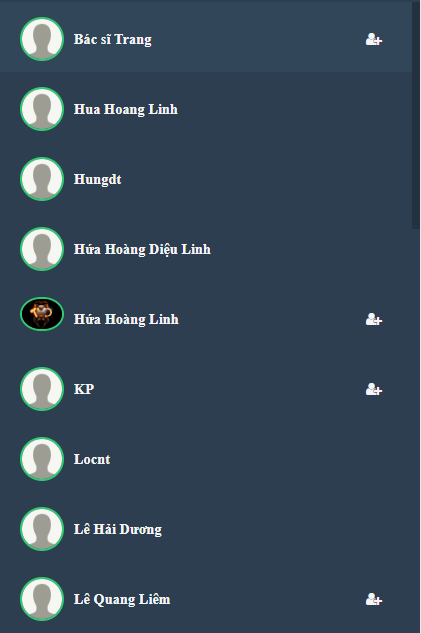 Bác sĩ Trang
Hua Hoang Linh
Hungdt
Hứa Hoàng Diệu Linh
Hứa Hoàng Linh
KP
Locnt
Lê Hải Dương
Lê Quang Liêm